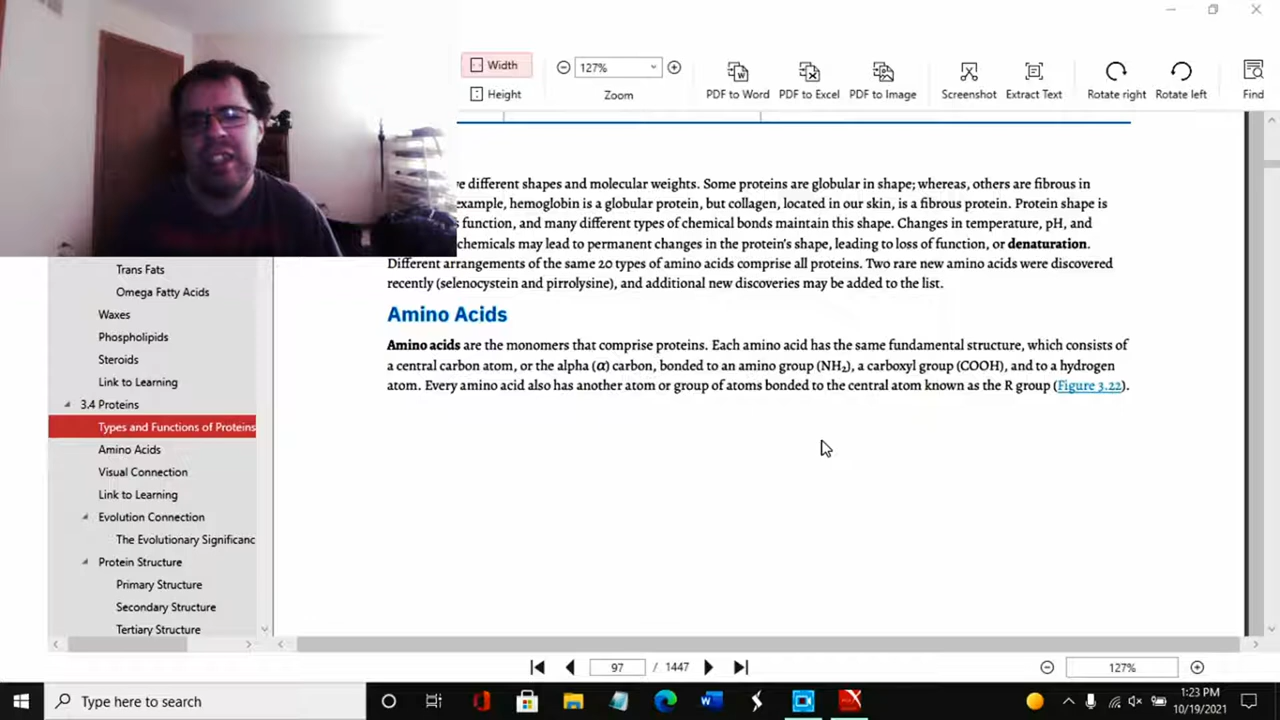 Width
Height
127%
Zoom
PDF to Word
PDF to Excel
PDF to Image
Screenshot
Extract Text
Rotate right
Rotate left
Find
different shapes and molecular weights. Some proteins are globular in shape; whereas, others are fibrous in
example, hemoglobin is a globular protein, but collagen, located in our skin, is a fibrous protein. Protein shape is
function, and many different types of chemical bonds maintain this shape. Changes in temperature, pH, and
chemicals may lead to permanent changes in the protein's shape, leading to loss of function, or denaturation.
Different arrangements of the same 20 types of amino acids comprise all proteins. Two rare new amino acids were discovered
recently (selenocystein and pirrolysine), and additional new discoveries may be added to the list.
Amino Acids
Amino acids are the monomers that comprise proteins. Each amino acid has the same fundamental structure, which consists of
a central carbon atom, or the alpha (α) carbon, bonded to an amino group (NH₂), a carboxyl group (COOH), and to a hydrogen
atom. Every amino acid also has another atom or group of atoms bonded to the central atom known as the R group (Figure 3.22).
Trans Fats
Omega Fatty Acids
Waxes
Phospholipids
Steroids
Link to Learning
3.4 Proteins
Types and Functions of Proteins
Amino Acids
Visual Connection
Link to Learning
Evolution Connection
The Evolutionary Significanc
Protein Structure
Primary Structure
Secondary Structure
Tertiary Structure
97 / 1447
127%
Type here to search
1:23 PM
10/19/2021